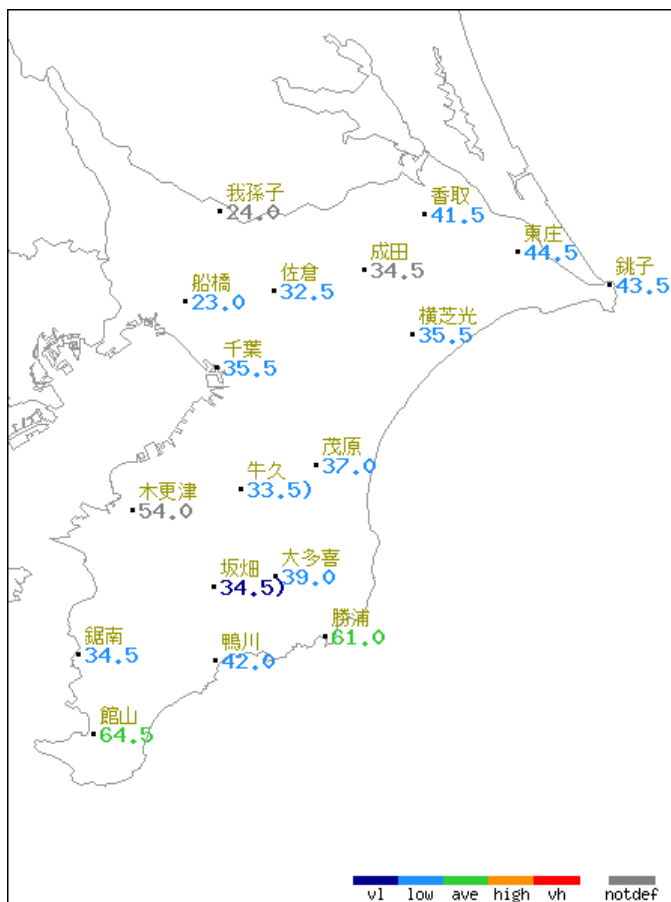 我孫子
24.0
香取
41.5
東庄
44.5
成田
34.5
銚子
43.5
船橋
23.0
佐倉
32.5
横芝光
35.5
千葉
35.5
茂原
37.0
牛久
33.5)
木更津
54.0
大多喜
39.0
坂畑
34.5)
勝浦
61.0
鋸南
34.5
鴨川
42.0
館山
64.5
vl low ave high vh notdef